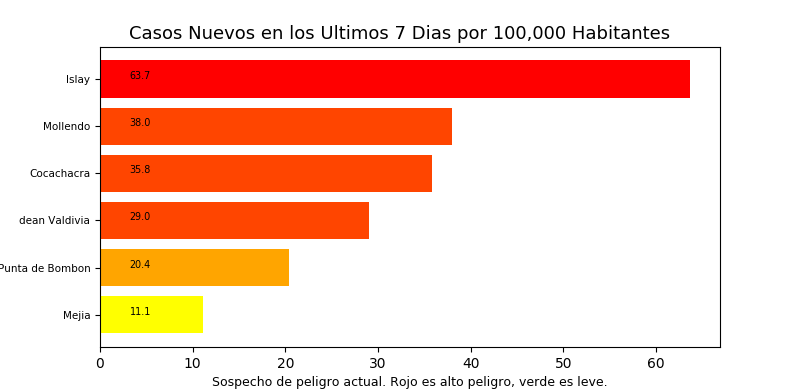 Casos Nuevos en los Ultimos 7 Dias por 100,000 Habitantes
Islay 63.7
Mollendo 38.0
Cocachacra 35.8
dean Valdivia 29.0
Punta de Bombon 20.4
Mejia 11.1
0 10 20 30 40 50 60
Sospecho de peligro actual. Rojo es alto peligro, verde es leve.